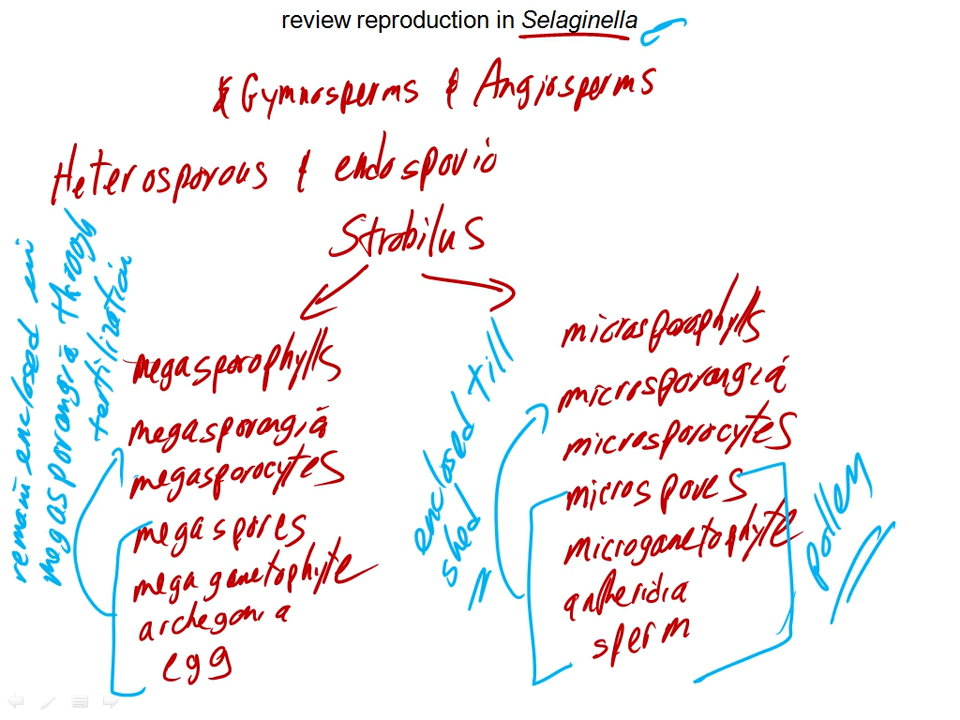 review reproduction in Selaginella
& Gymnosperms & Angiosperms
Heterosporous & endosporic
Strobilus
remain enclosed in
megasporangia through
fertilization
megasporophylls
megasporangia
megasporocytes
megaspores
megagametophyte
archegonia
egg
enclosed till
shed
microsporophylls
microsporangia
microsporocytes
microspores
microgametophyte
antheridia
sperm
pollen